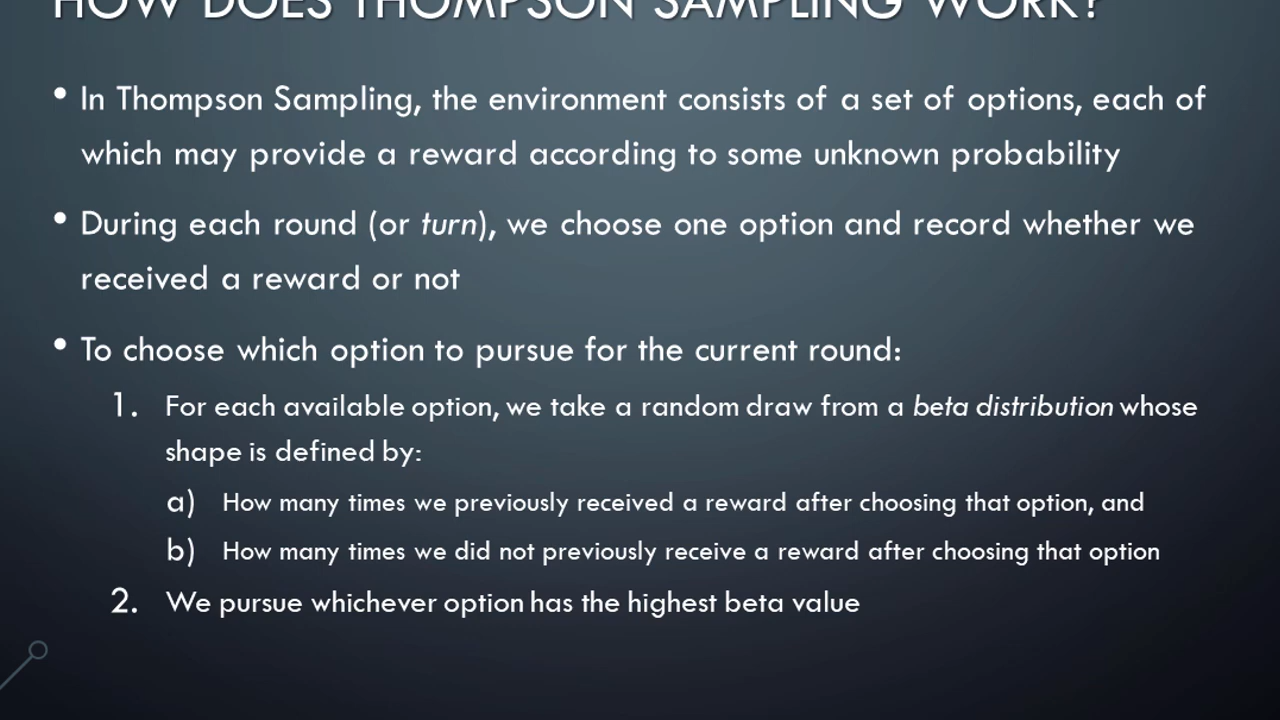 HOW DOES THOMPSON SAMPLING WORK?
• In Thompson Sampling, the environment consists of a set of options, each of
which may provide a reward according to some unknown probability
• During each round (or turn), we choose one option and record whether we
received a reward or not
• To choose which option to pursue for the current round:
1. For each available option, we take a random draw from a beta distribution whose
shape is defined by:
a) How many times we previously received a reward after choosing that option, and
b) How many times we did not previously receive a reward after choosing that option
2. We pursue whichever option has the highest beta value